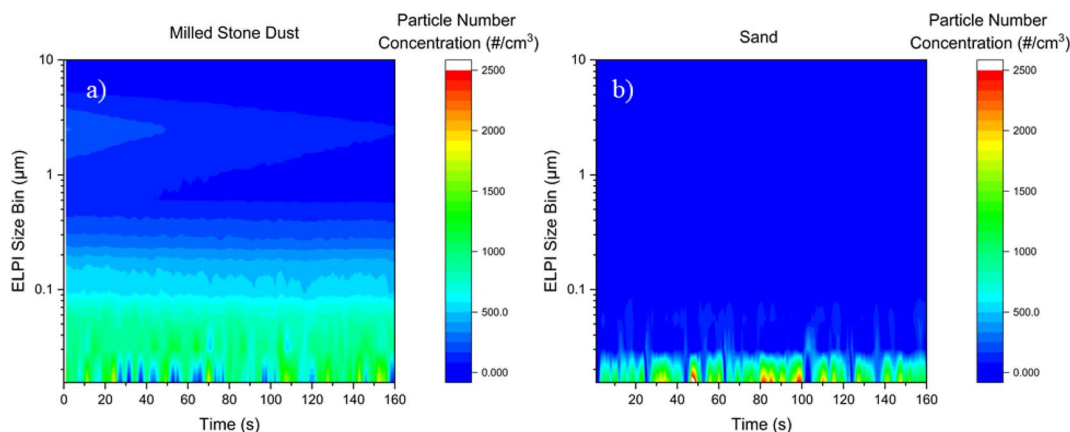 Milled Stone Dust
Particle Number
Concentration (#/cm³)
a)
10
1
0.1
ELPI Size Bin (µm)
0 20 40 60 80 100 120 140 160
Time (s)
2500
2000
1500
1000
500.0
0.000
Sand
Particle Number
Concentration (#/cm³)
b)
10
1
0.1
ELPI Size Bin (µm)
20 40 60 80 100 120 140 160
Time (s)
2500
2000
1500
1000
500.0
0.000